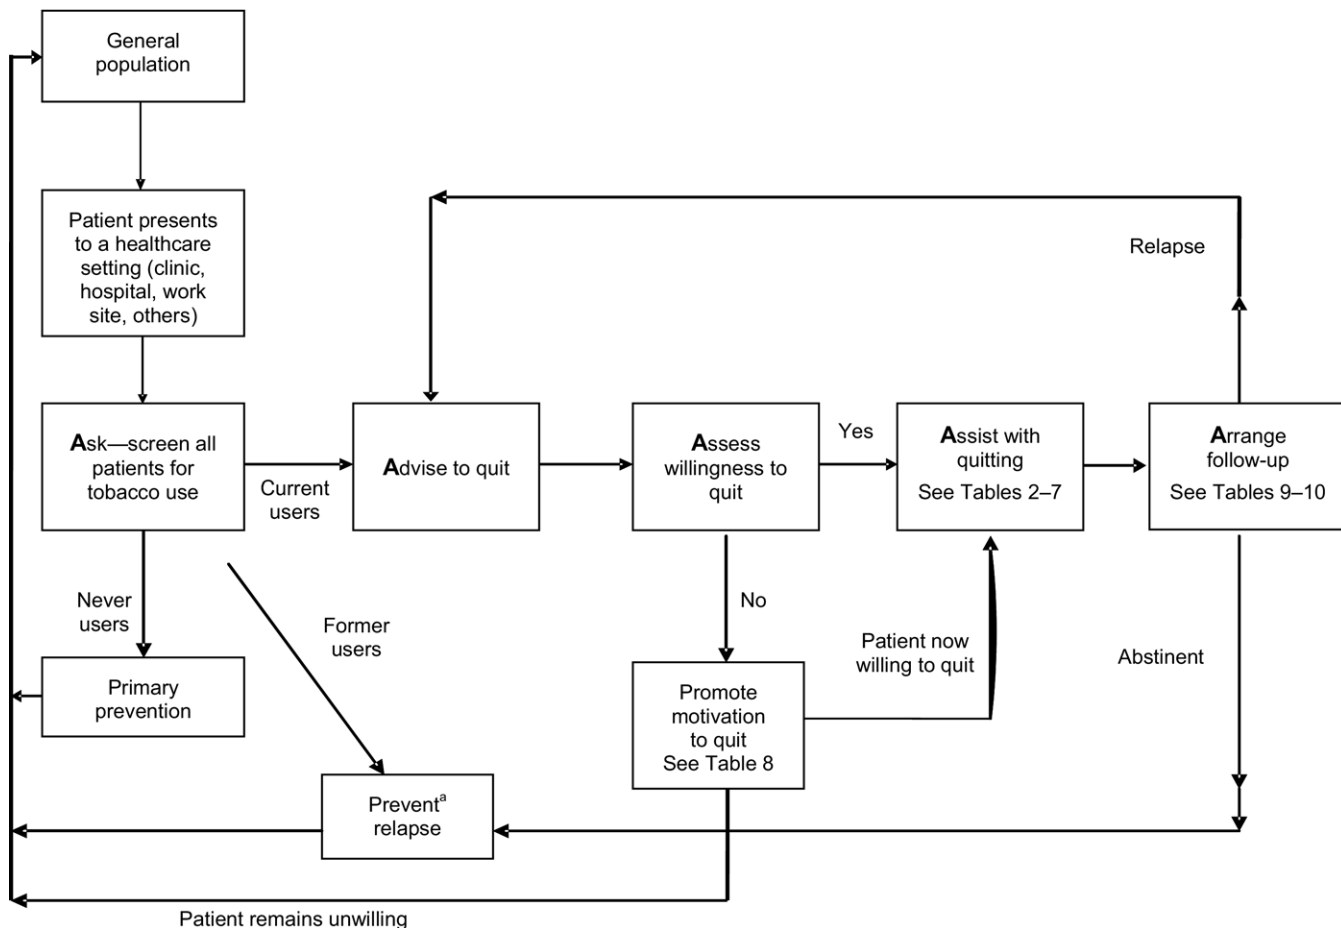 General
population
Patient presents
to a healthcare
setting (clinic,
hospital, work
site, others)
Relapse
Ask—screen all
patients for
tobacco use
Current
users
Advise to quit
Assess
willingness to
quit
Yes
Assist with
quitting
See Tables 2–7
Arrange
follow-up
See Tables 9–10
Never
users
Former
users
No
Patient now
willing to quit
Abstinent
Primary
prevention
Promote
motivation
to quit
See Table 8
Preventa
relapse
Patient remains unwilling